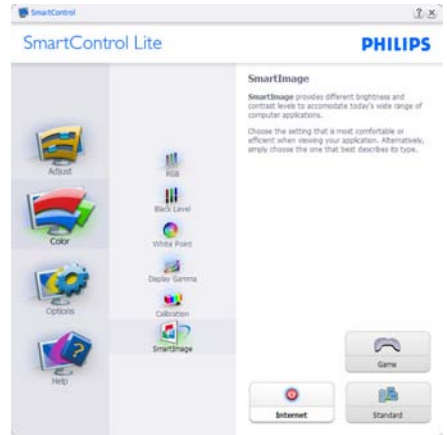 SmartControl
SmartControl Lite
PHILIPS
Adjust
Color
Options
Help
RGB
Black Level
White Point
Display Gamma
Calibration
SmartImage
SmartImage
SmartImage provides different brightness and
contrast levels to accomodate today's wide range of
computer applications.
Choose the setting that is most comfortable or
efficient when viewing your application. Alternatively,
simply choose the one that best describes its type.
Game
Internet
Standard